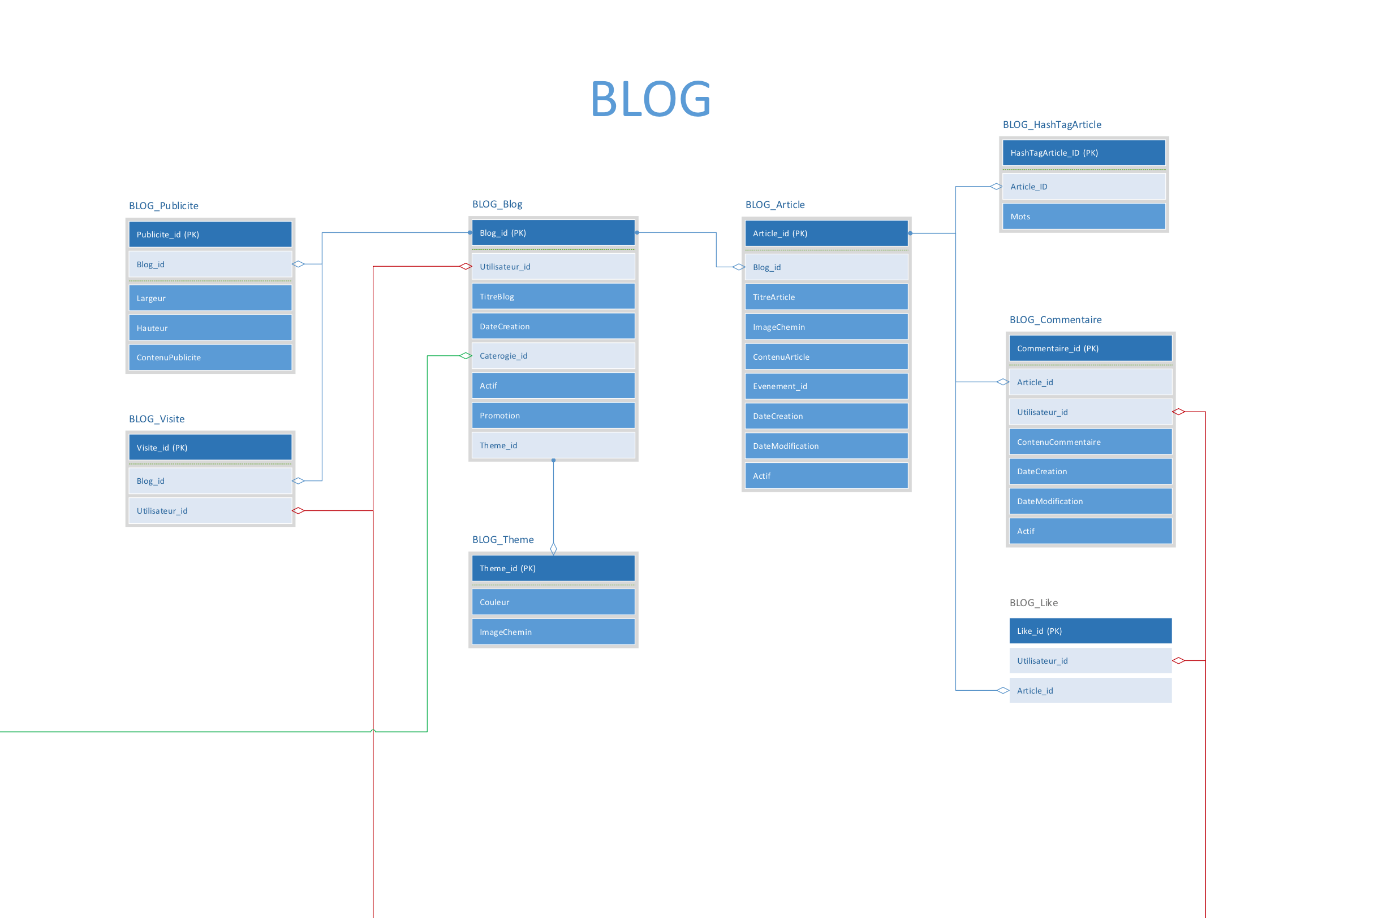 BLOG
BLOG_Publicite
Publicite_id (PK)
Blog_id
Largeur
Hauteur
ContenuPublicite
BLOG_Visite
Visite_id (PK)
Blog_id
Utilisateur_id
BLOG_Blog
Blog_id (PK)
Utilisateur_id
TitreBlog
DateCreation
Caterogie_id
Actif
Promotion
Theme_id
BLOG_Theme
Theme_id (PK)
Couleur
ImageChemin
BLOG_Article
Article_id (PK)
Blog_id
TitreArticle
ImageChemin
ContenuArticle
Evenement_id
DateCreation
DateModification
Actif
BLOG_HashTagArticle
HashTagArticle_ID (PK)
Article_ID
Mots
BLOG_Commentaire
Commentaire_id (PK)
Article_id
Utilisateur_id
ContenuCommentaire
DateCreation
DateModification
Actif
BLOG_Like
Like_id (PK)
Utilisateur_id
Article_id